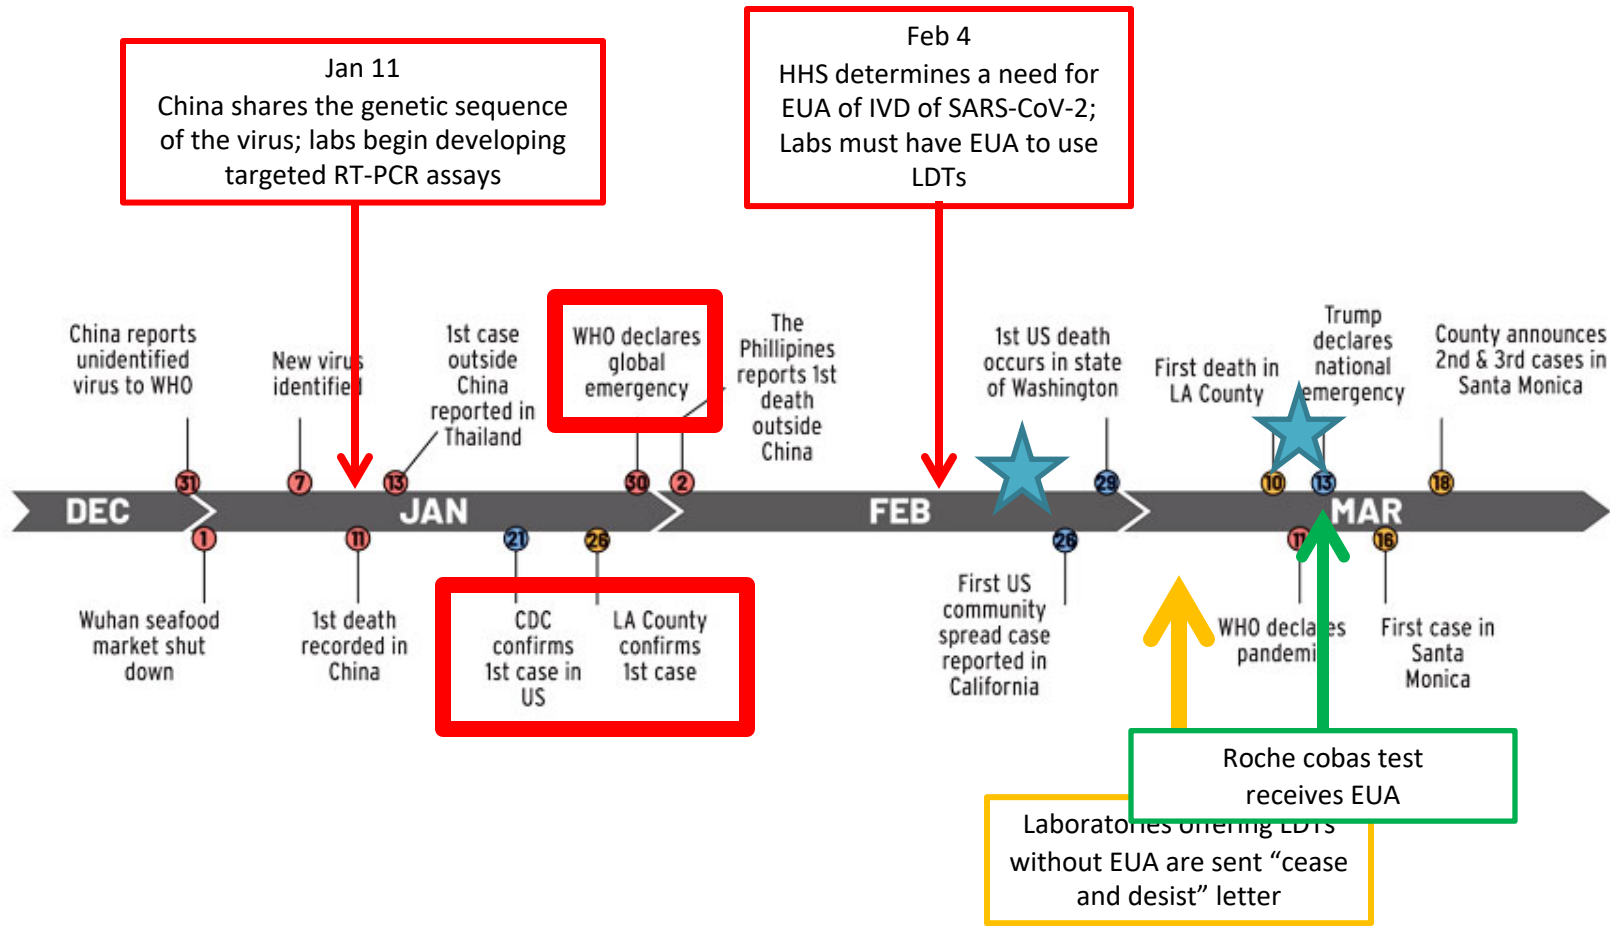 Jan 11
China shares the genetic sequence
of the virus; labs begin developing
targeted RT-PCR assays
Feb 4
HHS determines a need for
EUA of IVD of SARS-CoV-2;
Labs must have EUA to use
LDTs
China reports
unidentified
virus to WHO
New virus
identified
1st case
outside
China
reported in
Thailand
WHO declares
global
emergency
The
Phillipines
reports 1st
death
outside
China
1st US death
occurs in state
of Washington
First death in
LA County
Trump
declares
national
emergency
County announces
2nd & 3rd cases in
Santa Monica
31
7
13
30
2
29
10
13
18
DEC
JAN
FEB
MAR
1
11
21
26
26
11
16
Wuhan seafood
market shut
down
1st death
recorded in
China
CDC
confirms
1st case in
US
LA County
confirms
1st case
First US
community
spread case
reported in
California
WHO declares
pandemi
First case in
Santa
Monica
Roche cobas test
receives EUA
Laboratories offering LDTs
without EUA are sent “cease
and desist” letter